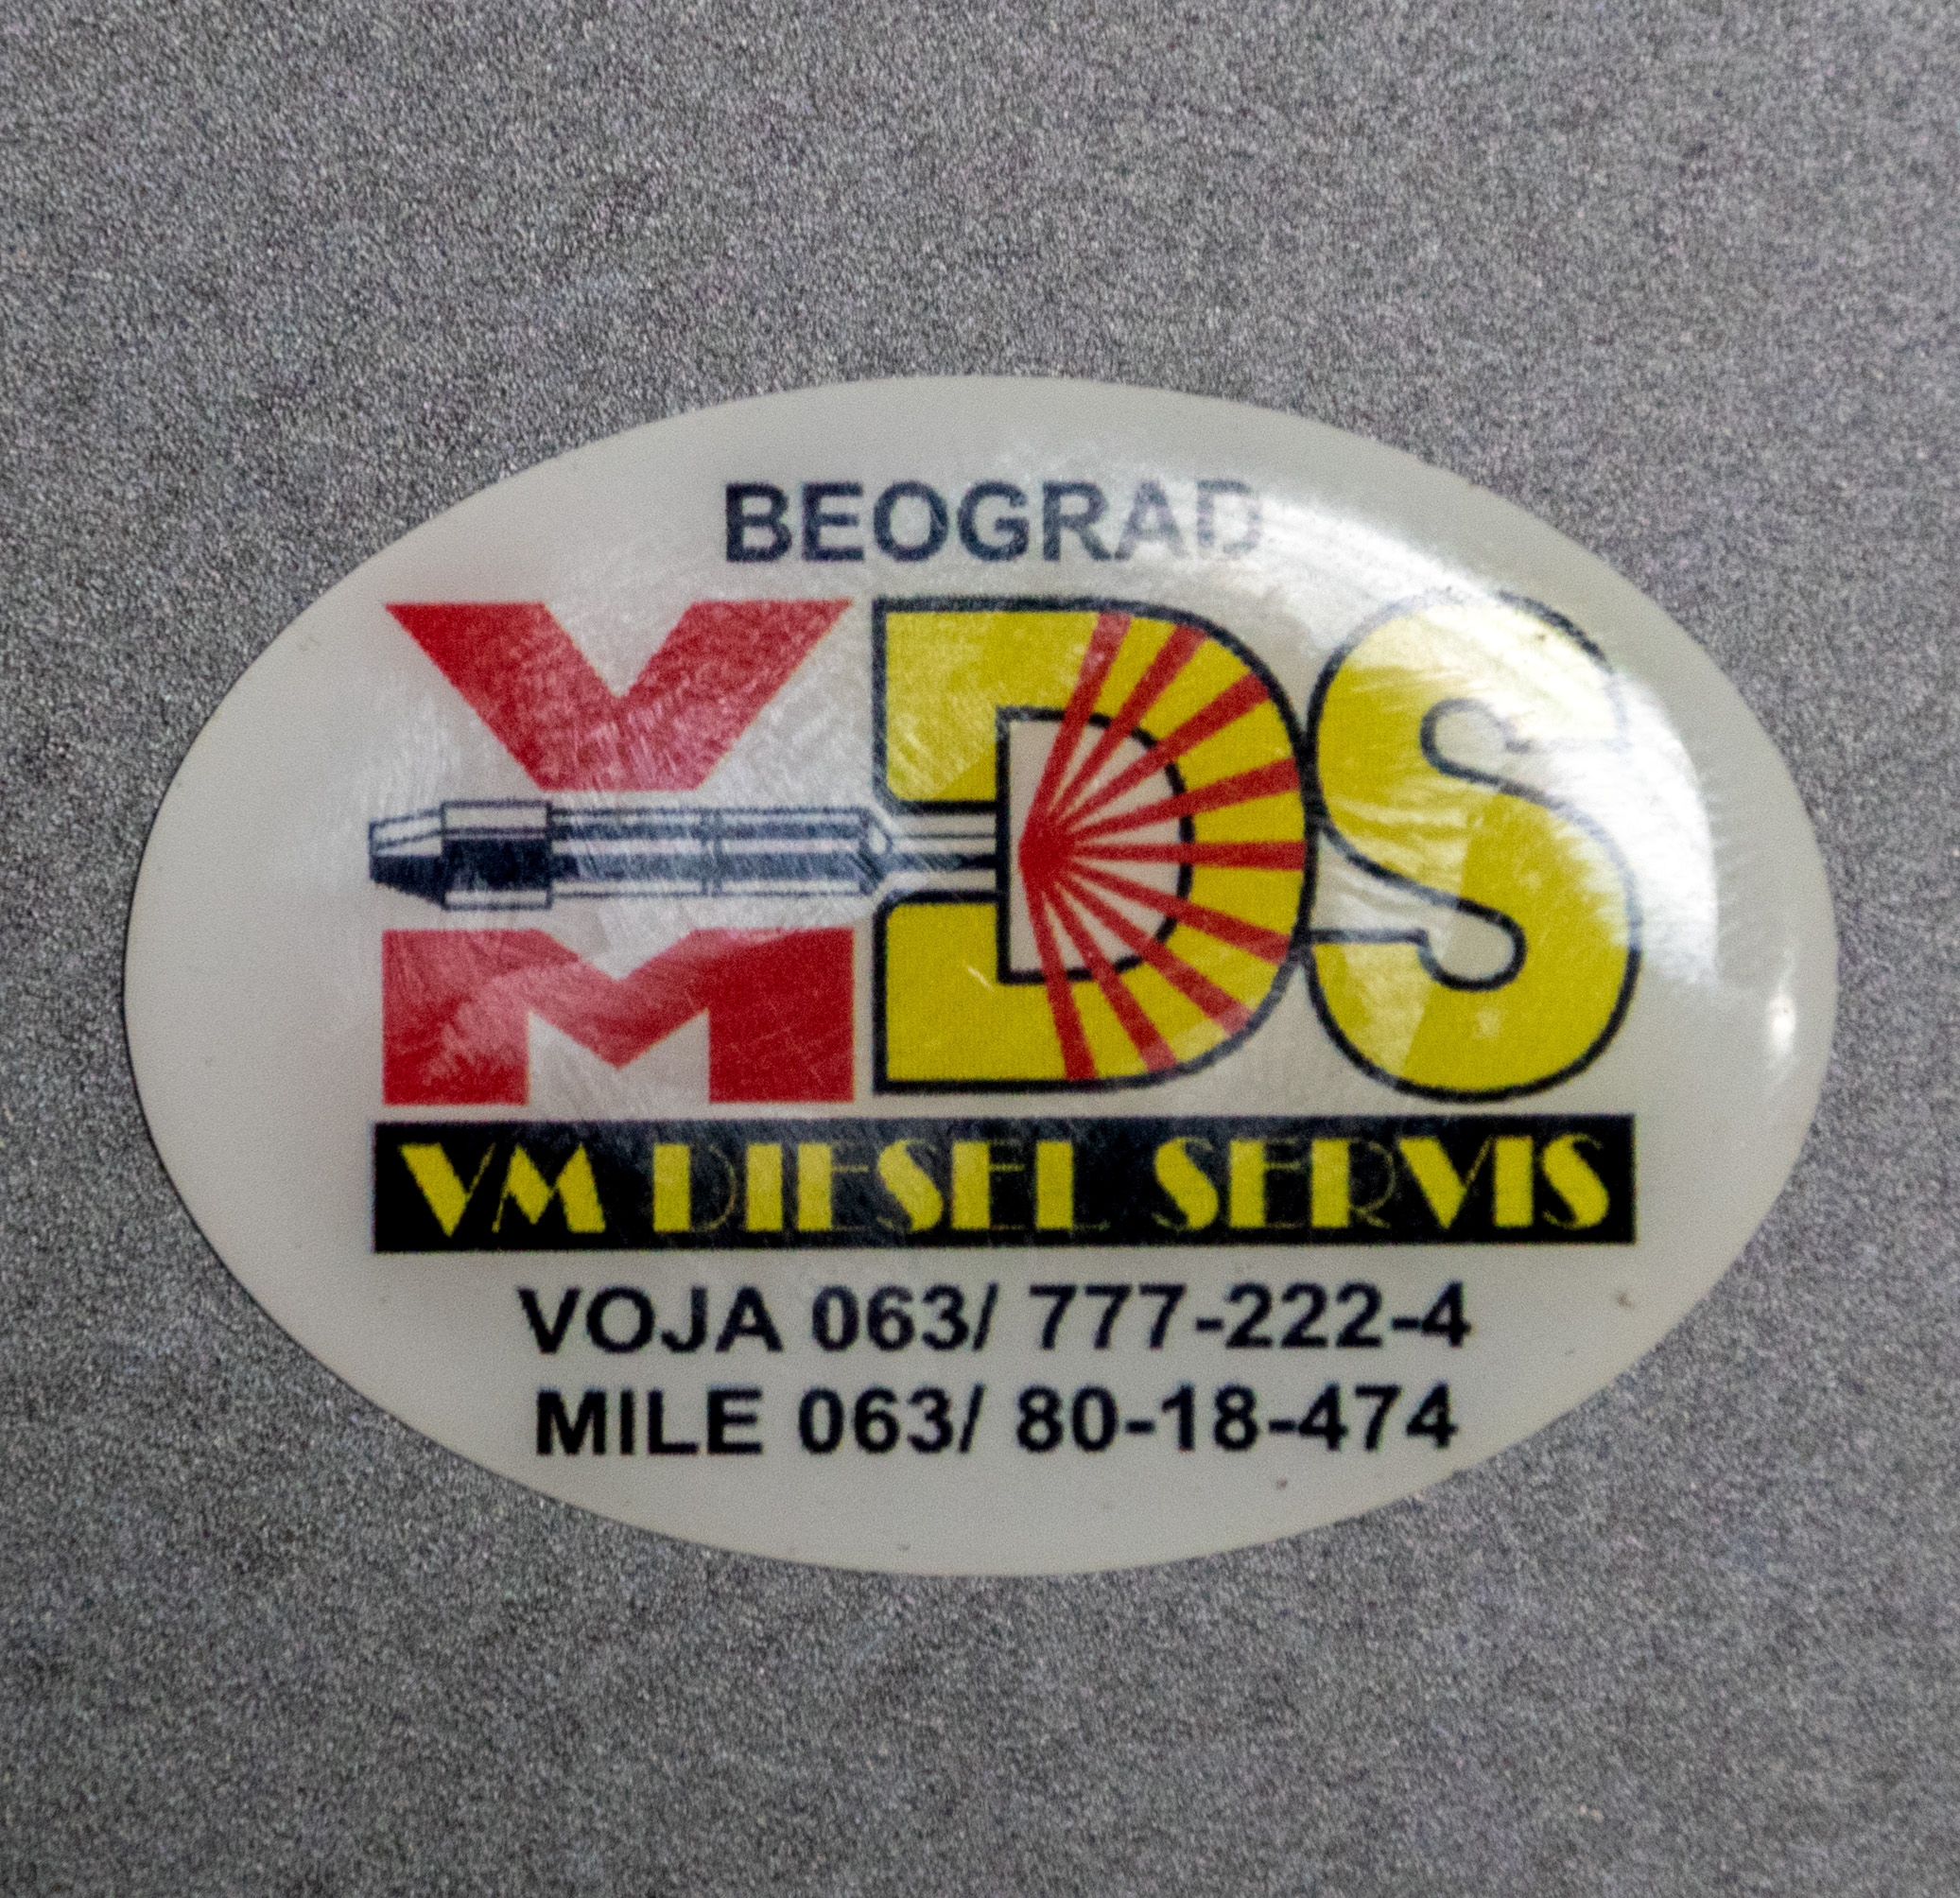 BEOGRAD
VMDS
VM DIESEL SERVIS
VOJA 063/ 777-222-4
MILE 063/ 80-18-474